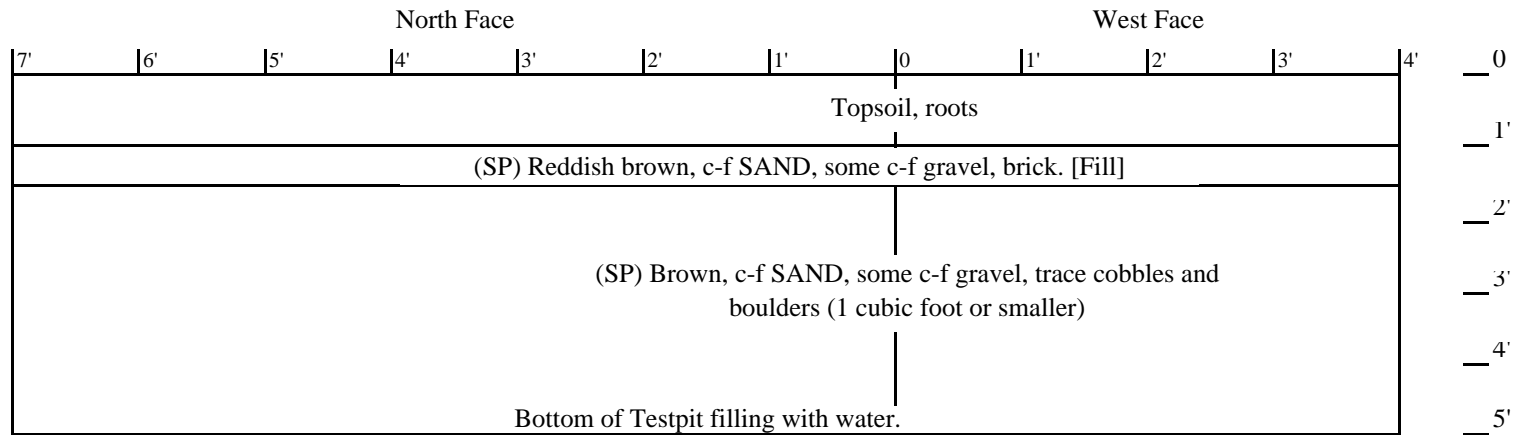 North Face West Face
7' 6' 5' 4' 3' 2' 1' 0 1' 2' 3' 4' 0
Topsoil, roots
1'
(SP) Reddish brown, c-f SAND, some c-f gravel, brick. [Fill]
2'
(SP) Brown, c-f SAND, some c-f gravel, trace cobbles and
3'
boulders (1 cubic foot or smaller)
4'
Bottom of Testpit filling with water.
5'